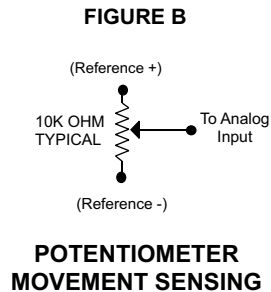 FIGURE B
(Reference +)
10K OHM
TYPICAL
To Analog
Input
(Reference -)
POTENTIOMETER
MOVEMENT SENSING